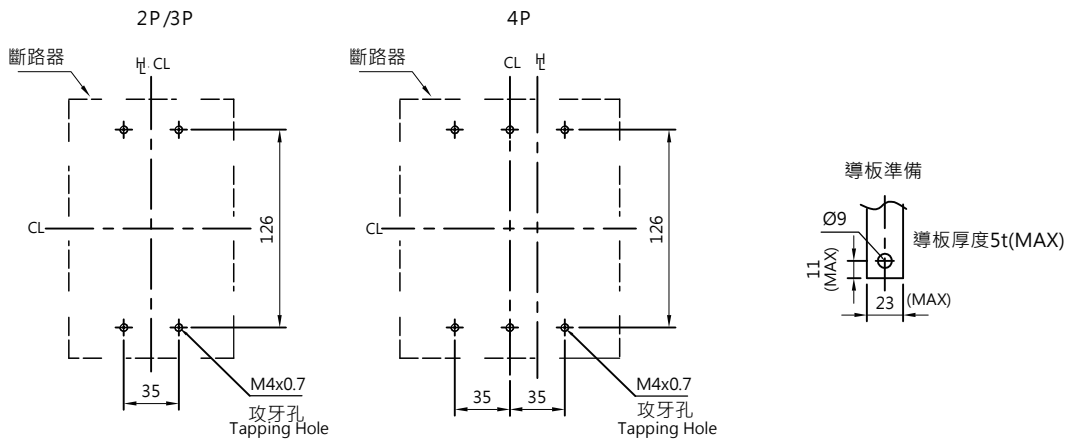 2P/3P
斷路器
HL CL
CL
126
35
M4x0.7
攻牙孔
Tapping Hole
4P
斷路器
CL HL
CL
126
35
35
M4x0.7
攻牙孔
Tapping Hole
導板準備
Ø9
導板厚度5t(MAX)
11
(MAX)
23 (MAX)